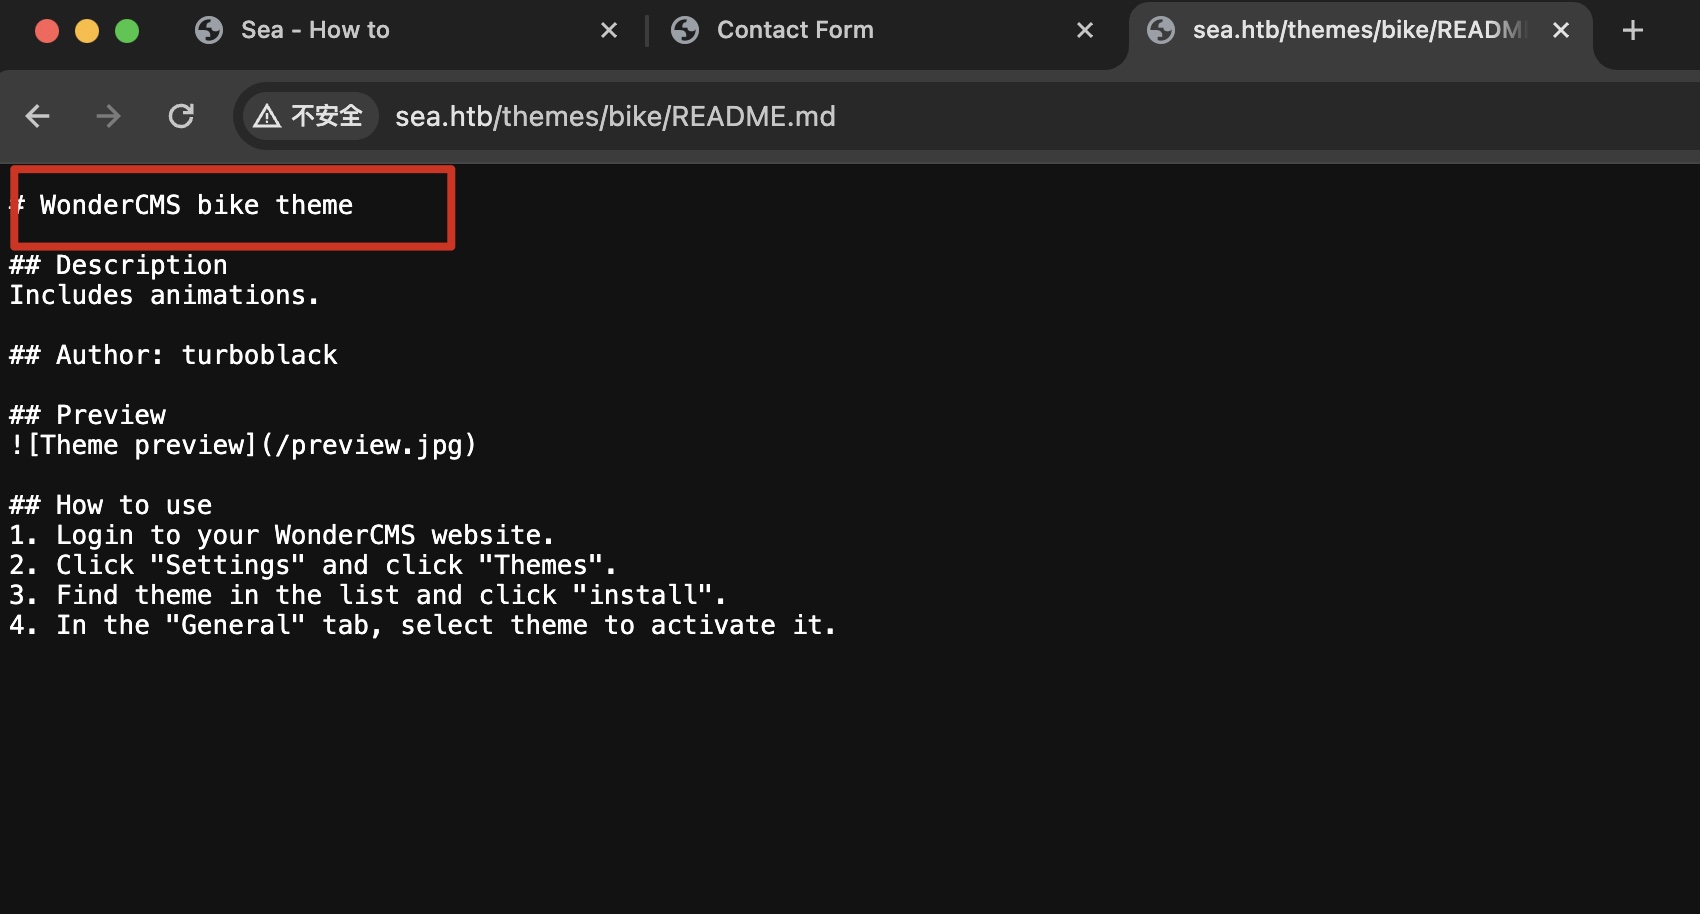 Sea - How to
Contact Form
sea.htb/themes/bike/READM
不安全
sea.htb/themes/bike/README.md
# WonderCMS bike theme
## Description
Includes animations.
## Author: turboblack
## Preview
![Theme preview](/preview.jpg)
## How to use
1. Login to your WonderCMS website.
2. Click "Settings" and click "Themes".
3. Find theme in the list and click "install".
4. In the "General" tab, select theme to activate it.